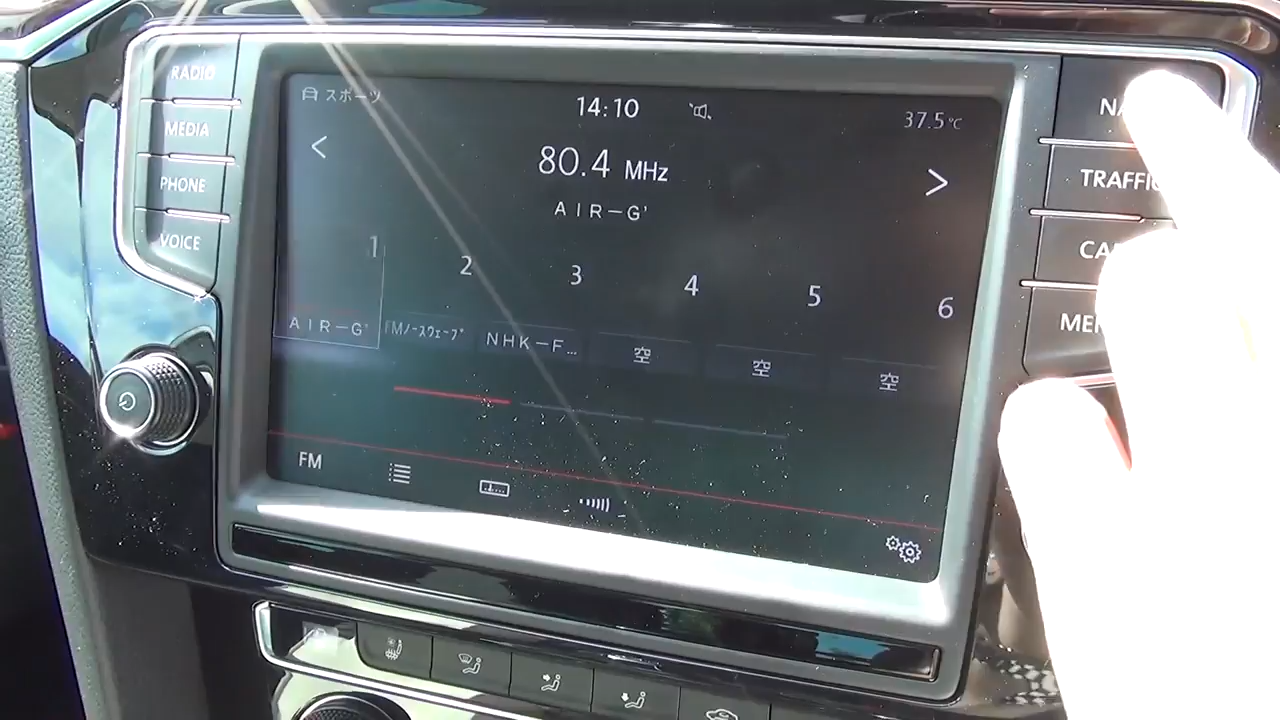 RADIO
MEDIA
PHONE
VOICE
スポーツ
14:10
37.5℃
80.4 MHz
AIR-G'
1
2
3
4
5
6
AIR-G'
FMノースウェーブ
NHK-F...
空
空
空
FM
TRAFFIC